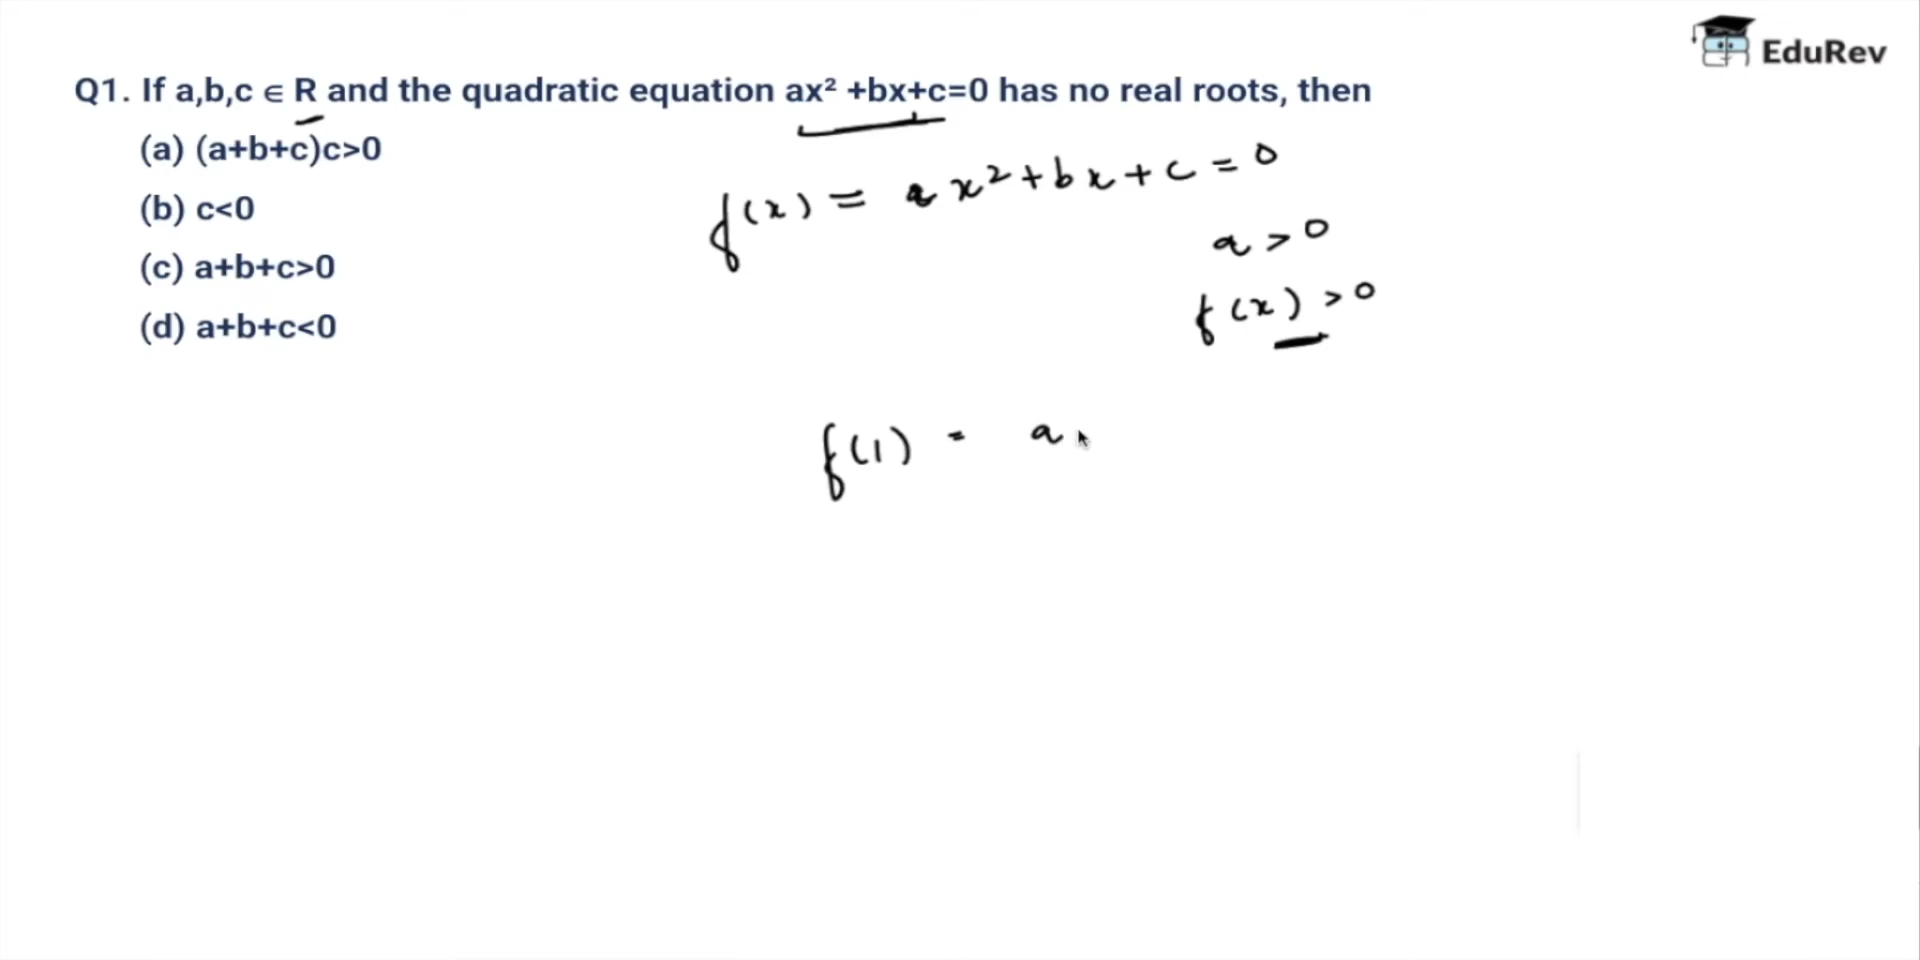 EduRev
Q1. If a,b,c ∈ R and the quadratic equation ax² +bx+c=0 has no real roots, then
(a) (a+b+c)c>0
(b) c<0
(c) a+b+c>0
(d) a+b+c<0
f(x) = ax²+bx+c=0
a>0
f(x)>0
f(1) = a